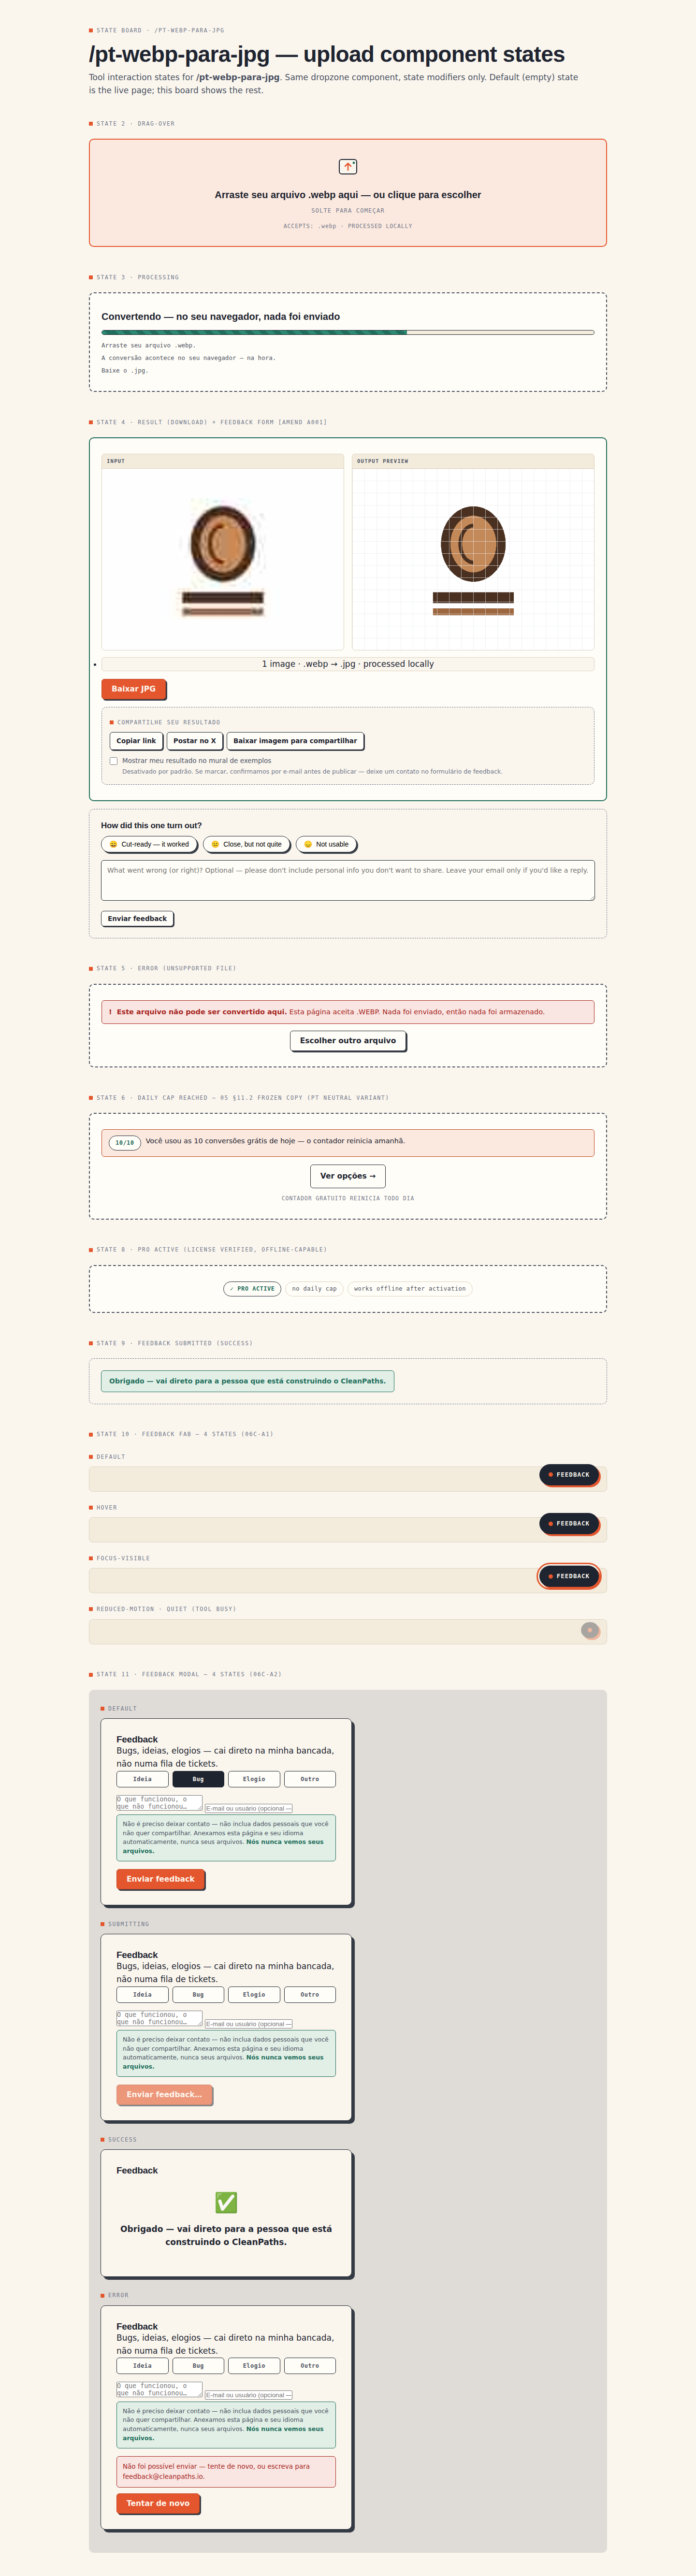 STATE BOARD · /PT-WEBP-PARA-JPG
/pt-webp-para-jpg — upload component states
Tool interaction states for /pt-webp-para-jpg. Same dropzone component, state modifiers only. Default (empty) state
is the live page; this board shows the rest.
STATE 2 · DRAG-OVER
Arraste seu arquivo .webp aqui — ou clique para escolher
SOLTE PARA COMEÇAR
ACCEPTS: .webp · PROCESSED LOCALLY
STATE 3 · PROCESSING
Convertendo — no seu navegador, nada foi enviado
Arraste seu arquivo .webp.
A conversão acontece no seu navegador — na hora.
Baixe o .jpg.
STATE 4 · RESULT (DOWNLOAD) + FEEDBACK FORM [AMEND A001]
INPUT
OUTPUT PREVIEW
1 image · .webp → .jpg · processed locally
Baixar JPG
COMPARTILHE SEU RESULTADO
Copiar link
Postar no X
Baixar imagem para compartilhar
Mostrar meu resultado no mural de exemplos
Desativado por padrão. Se marcar, confirmamos por e-mail antes de publicar — deixe um contato no formulário de feedback.
How did this one turn out?
😀 Cut-ready — it worked
😐 Close, but not quite
😞 Not usable
What went wrong (or right)? Optional — please don't include personal info you don't want to share. Leave your email only if you'd like a reply.
Enviar feedback
STATE 5 · ERROR (UNSUPPORTED FILE)
! Este arquivo não pode ser convertido aqui. Esta página aceita .WEBP. Nada foi enviado, então nada foi armazenado.
Escolher outro arquivo
STATE 6 · DAILY CAP REACHED — 05 §11.2 FROZEN COPY (PT NEUTRAL VARIANT)
10/10 Você usou as 10 conversões grátis de hoje — o contador reinicia amanhã.
Ver opções →
CONTADOR GRATUITO REINICIA TODO DIA
STATE 8 · PRO ACTIVE (LICENSE VERIFIED, OFFLINE-CAPABLE)
✓ PRO ACTIVE
no daily cap
works offline after activation
STATE 9 · FEEDBACK SUBMITTED (SUCCESS)
Obrigado — vai direto para a pessoa que está construindo o CleanPaths.
STATE 10 · FEEDBACK FAB — 4 STATES (06C-A1)
DEFAULT
FEEDBACK
HOVER
FEEDBACK
FOCUS-VISIBLE
FEEDBACK
REDUCED-MOTION · QUIET (TOOL BUSY)
STATE 11 · FEEDBACK MODAL — 4 STATES (06C-A2)
DEFAULT
Feedback
Bugs, ideias, elogios — cai direto na minha bancada,
não numa fila de tickets.
Ideia
Bug
Elogio
Outro
O que funcionou, o
que não funcionou…
E-mail ou usuário (opcional —
Não é preciso deixar contato — não inclua dados pessoais que você
não quer compartilhar. Anexamos esta página e seu idioma
automaticamente, nunca seus arquivos. Nós nunca vemos seus
arquivos.
Enviar feedback
SUBMITTING
Feedback
Bugs, ideias, elogios — cai direto na minha bancada,
não numa fila de tickets.
Ideia
Bug
Elogio
Outro
O que funcionou, o
que não funcionou…
E-mail ou usuário (opcional —
Não é preciso deixar contato — não inclua dados pessoais que você
não quer compartilhar. Anexamos esta página e seu idioma
automaticamente, nunca seus arquivos. Nós nunca vemos seus
arquivos.
Enviar feedback…
SUCCESS
Feedback
Obrigado — vai direto para a pessoa que está
construindo o CleanPaths.
ERROR
Feedback
Bugs, ideias, elogios — cai direto na minha bancada,
não numa fila de tickets.
Ideia
Bug
Elogio
Outro
O que funcionou, o
que não funcionou…
E-mail ou usuário (opcional —
Não é preciso deixar contato — não inclua dados pessoais que você
não quer compartilhar. Anexamos esta página e seu idioma
automaticamente, nunca seus arquivos. Nós nunca vemos seus
arquivos.
Não foi possível enviar — tente de novo, ou escreva para
feedback@cleanpaths.io.
Tentar de novo